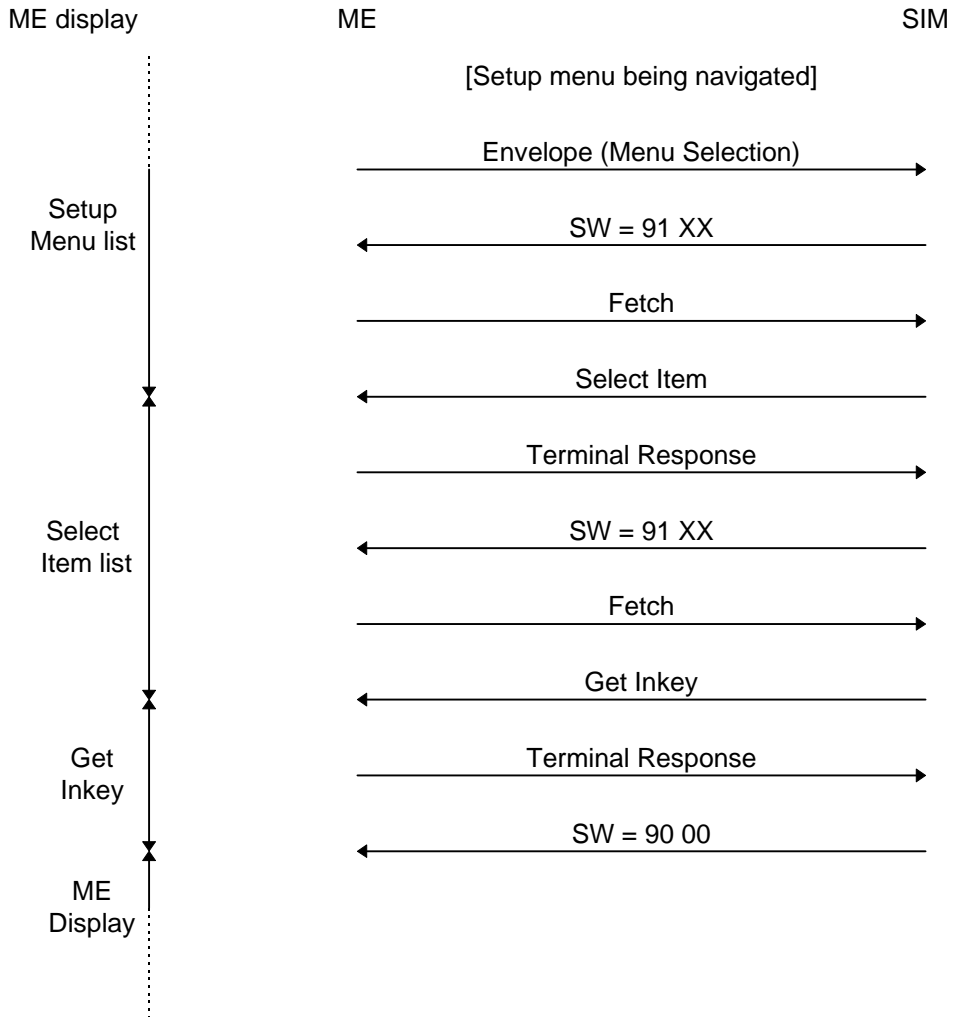 ME display
ME
SIM
[Setup menu being navigated]
Envelope (Menu Selection)
Setup
Menu list
SW = 91 XX
Fetch
Select Item
Terminal Response
Select
Item list
SW = 91 XX
Fetch
Get Inkey
Get
Inkey
Terminal Response
SW = 90 00
ME
Display